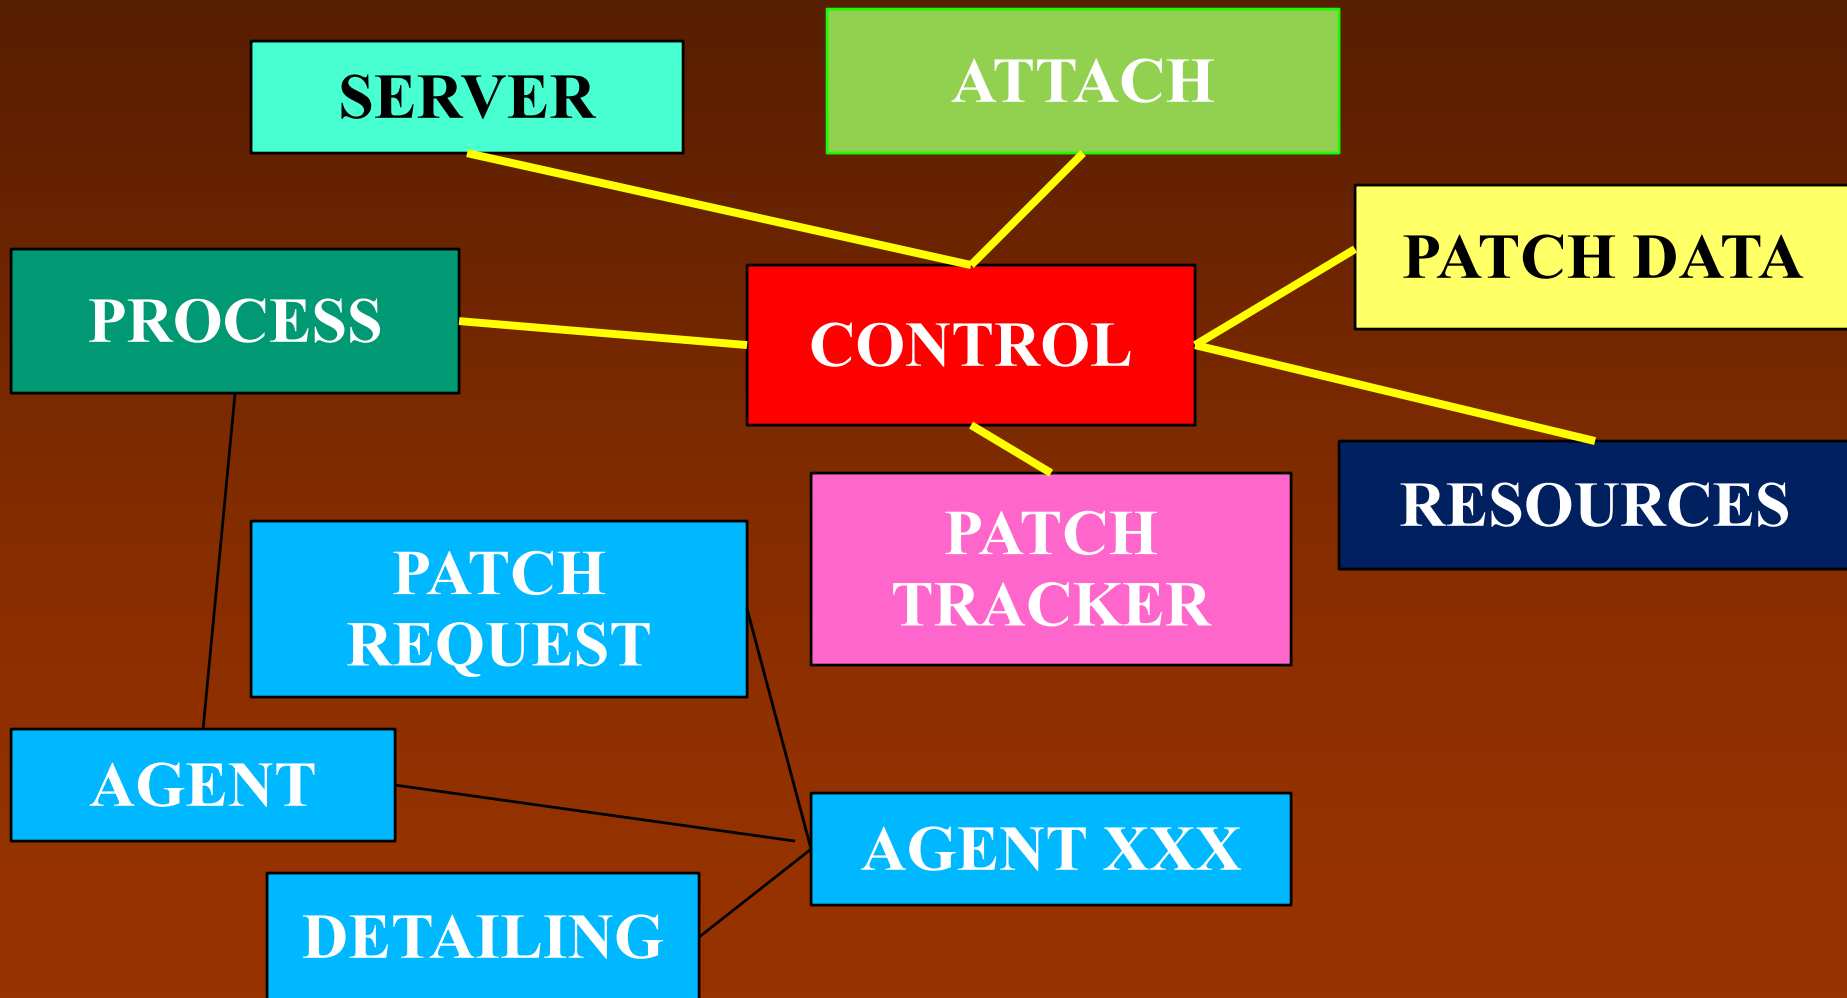 SERVER
ATTACH
PATCH DATA
PROCESS
CONTROL
RESOURCES
PATCH
TRACKER
PATCH
REQUEST
AGENT
AGENT XXX
DETAILING